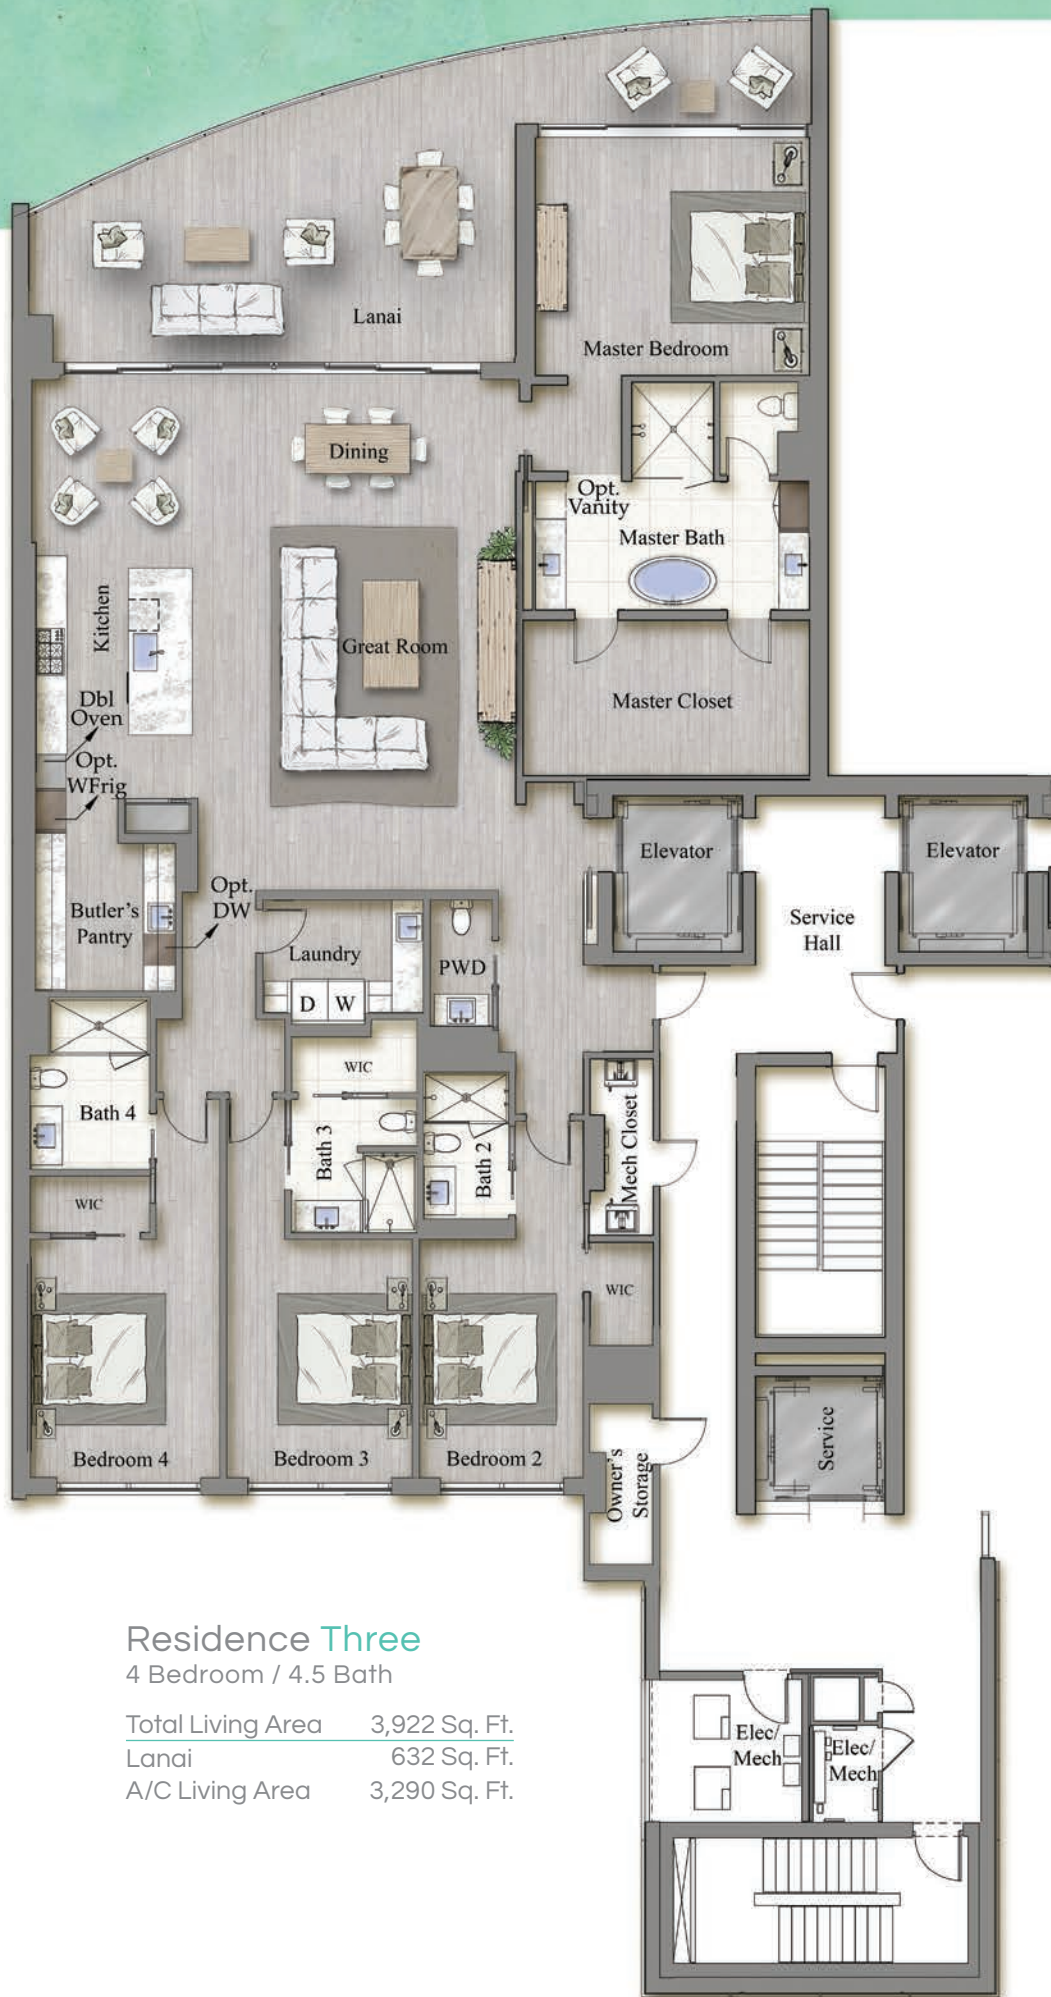 Lanai
Master Bedroom
Dining
Opt.
Vanity
Master Bath
Kitchen
Great Room
Master Closet
Dbl
Oven
Opt.
WFrig
Elevator
Elevator
Opt.
DW
Butler's
Pantry
Service
Hall
Laundry
PWD
D W
WIC
Bath 4
Bath 3
Bath 2
Mech Closet
WIC
WIC
Bedroom 4
Bedroom 3
Bedroom 2
Owner's
Storage
Service
Residence Three
4 Bedroom / 4.5 Bath
Total Living Area 3,922 Sq. Ft.
Lanai 632 Sq. Ft.
A/C Living Area 3,290 Sq. Ft.
Elec/
Mech
Elec/
Mech